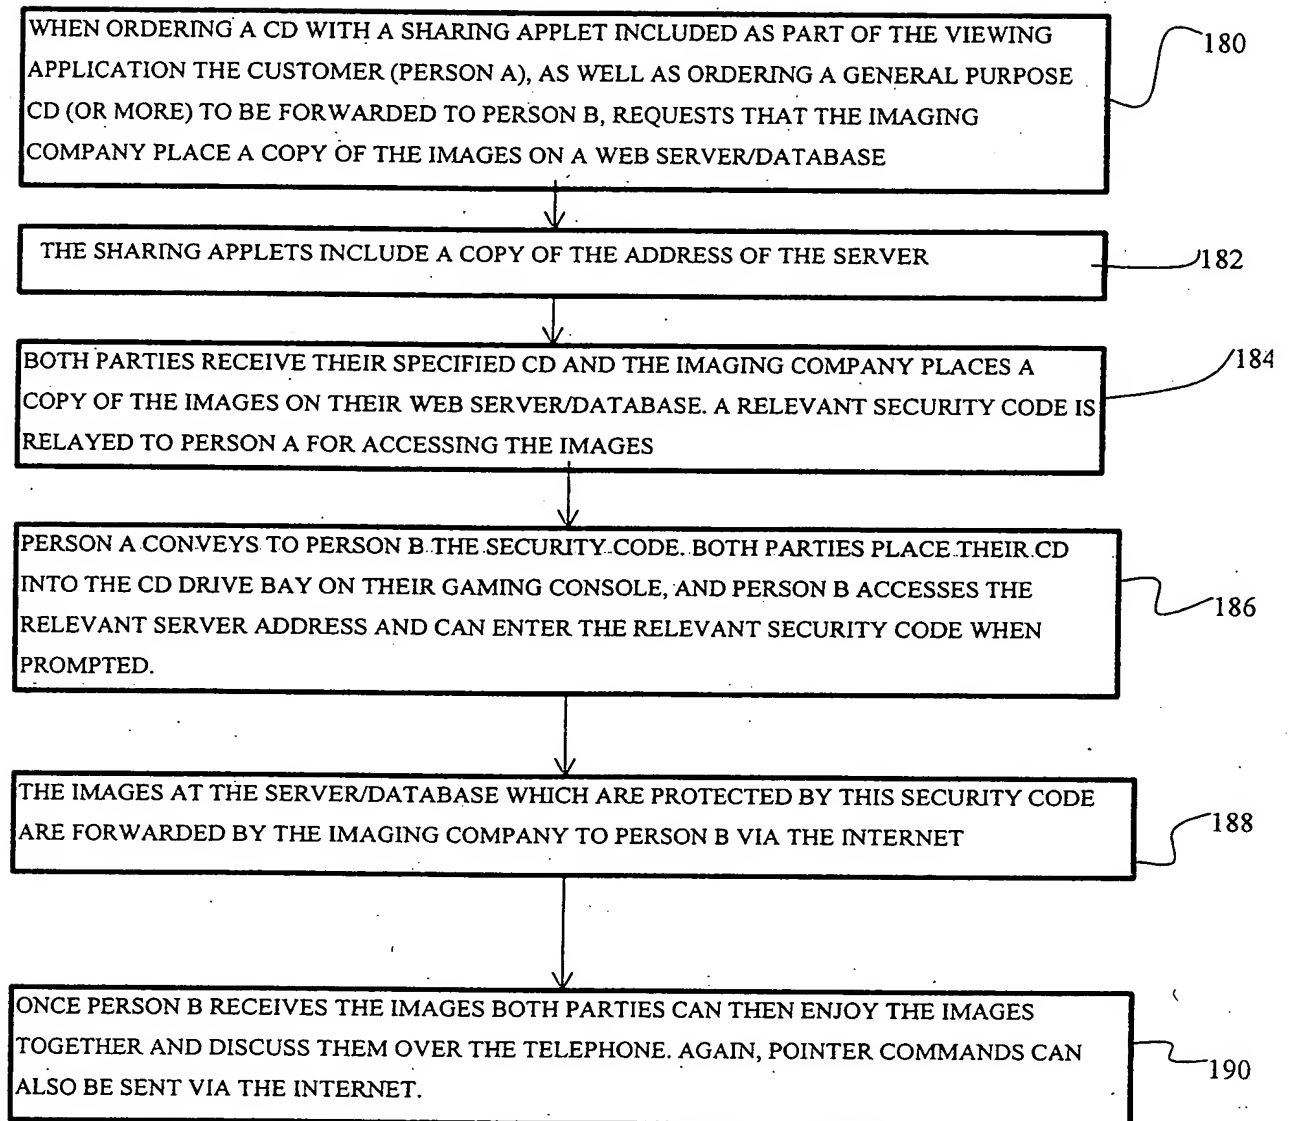 WHEN ORDERING A CD WITH A SHARING APPLET INCLUDED AS PART OF THE VIEWING
APPLICATION THE CUSTOMER (PERSON A), AS WELL AS ORDERING A GENERAL PURPOSE
CD (OR MORE) TO BE FORWARDED TO PERSON B, REQUESTS THAT THE IMAGING
COMPANY PLACE A COPY OF THE IMAGES ON A WEB SERVER/DATABASE
180
THE SHARING APPLETS INCLUDE A COPY OF THE ADDRESS OF THE SERVER
182
BOTH PARTIES RECEIVE THEIR SPECIFIED CD AND THE IMAGING COMPANY PLACES A
COPY OF THE IMAGES ON THEIR WEB SERVER/DATABASE. A RELEVANT SECURITY CODE IS
RELAYED TO PERSON A FOR ACCESSING THE IMAGES
184
PERSON A CONVEYS TO PERSON B THE SECURITY CODE. BOTH PARTIES PLACE THEIR CD
INTO THE CD DRIVE BAY ON THEIR GAMING CONSOLE, AND PERSON B ACCESSES THE
RELEVANT SERVER ADDRESS AND CAN ENTER THE RELEVANT SECURITY CODE WHEN
PROMPTED.
186
THE IMAGES AT THE SERVER/DATABASE WHICH ARE PROTECTED BY THIS SECURITY CODE
ARE FORWARDED BY THE IMAGING COMPANY TO PERSON B VIA THE INTERNET
188
ONCE PERSON B RECEIVES THE IMAGES BOTH PARTIES CAN THEN ENJOY THE IMAGES
TOGETHER AND DISCUSS THEM OVER THE TELEPHONE. AGAIN, POINTER COMMANDS CAN
ALSO BE SENT VIA THE INTERNET.
190